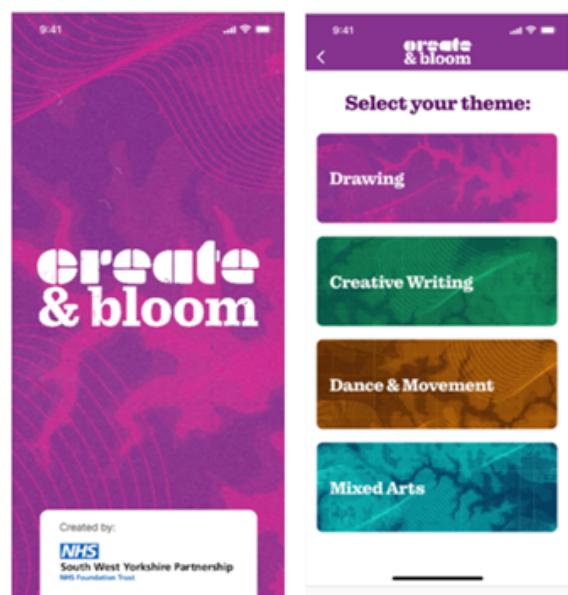 9:41
create
& bloom
Created by:
NHS
South West Yorkshire Partnership
NHS Foundation Trust
9:41
create
& bloom
Select your theme:
Drawing
Creative Writing
Dance & Movement
Mixed Arts